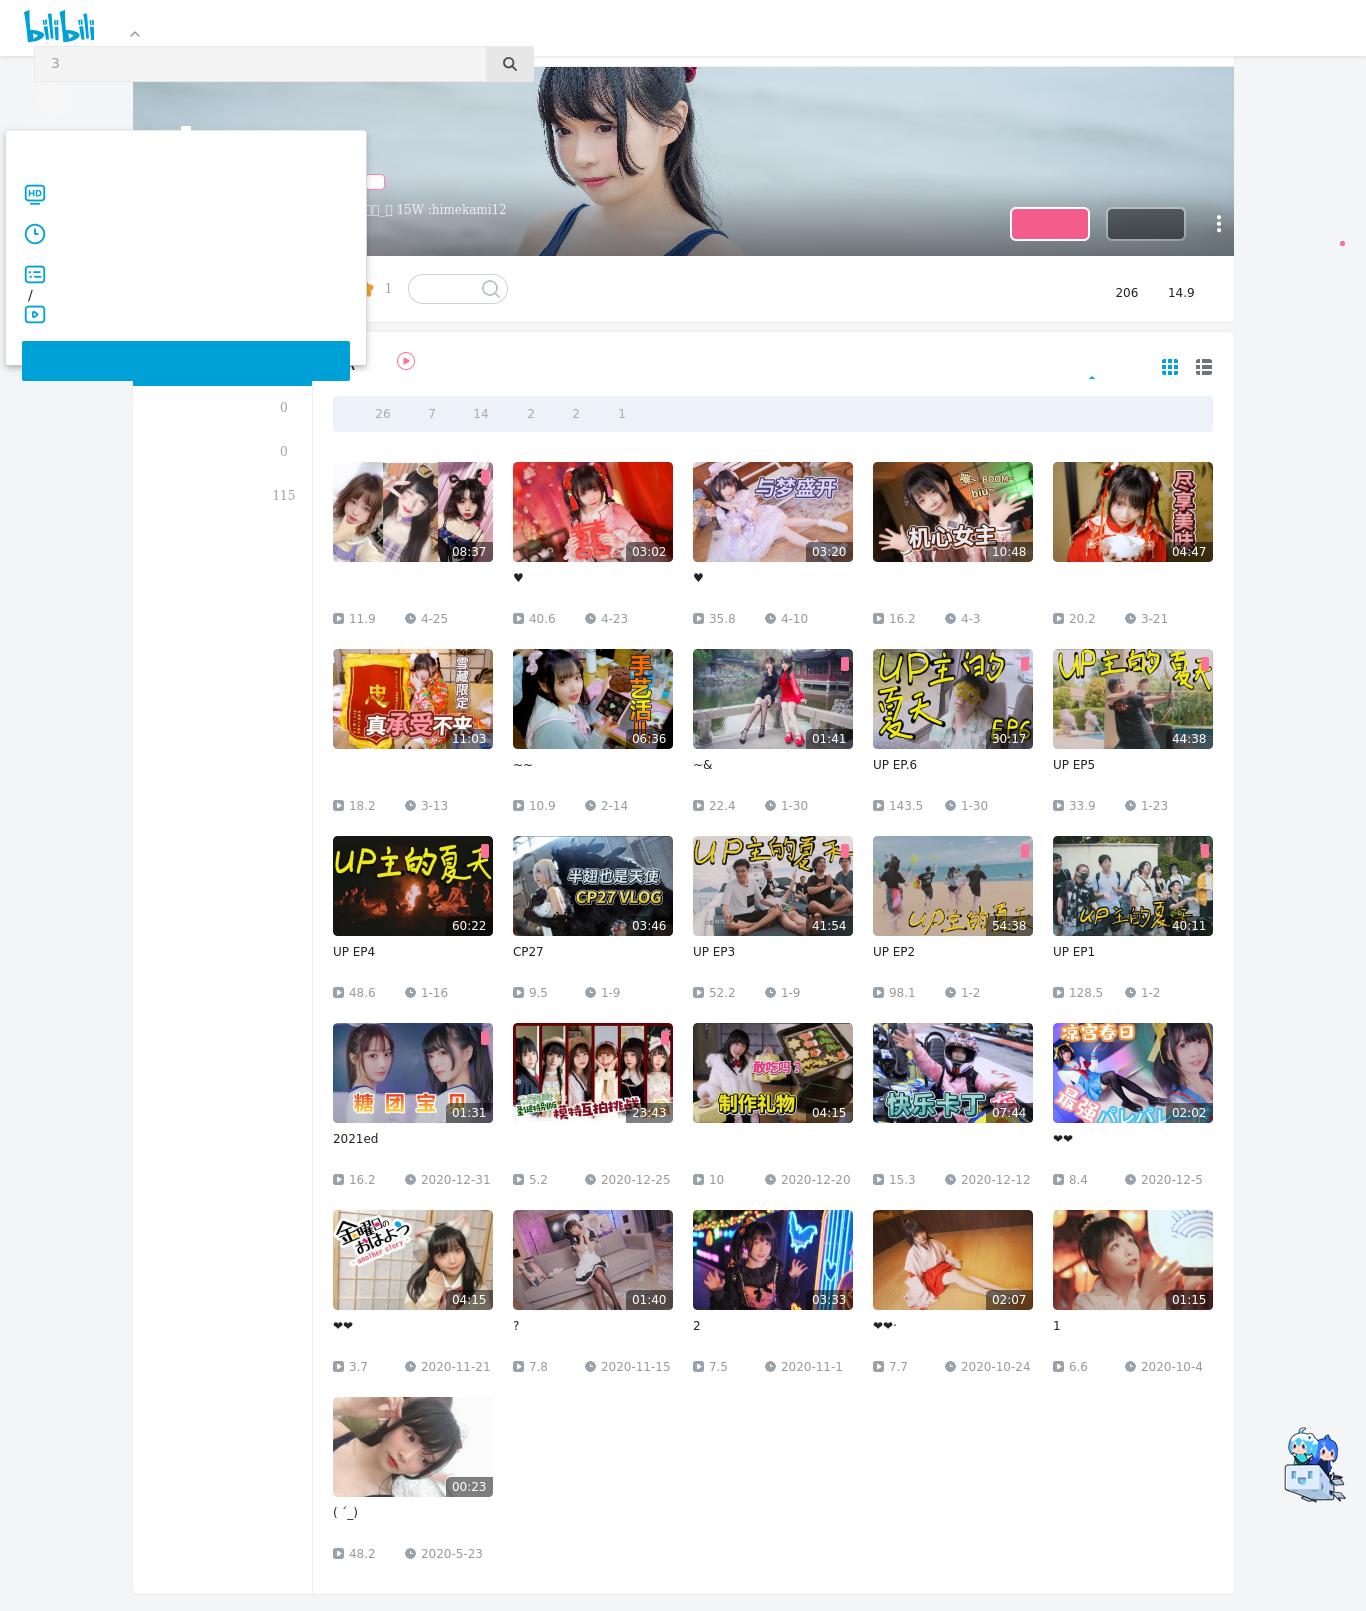 bilibili
3
15W :himekami12
HD
1
206 14.9
/
0
0
115
26 7 14 2 2 1
08:37
03:02
与梦盛开
03:20
BOOM~
biu~
机心女主
10:48
尽享美味
04:47
♥
♥
11.9 4-25
40.6 4-23
35.8 4-10
16.2 4-3
20.2 3-21
忠
雪藏限定
真承受不来
11:03
手艺活
06:36
01:41
UP主的夏天
EP6
30:17
UP主的夏天
44:38
~~
~&
UP EP.6
UP EP5
18.2 3-13
10.9 2-14
22.4 1-30
143.5 1-30
33.9 1-23
UP主的夏天
60:22
半翅也是天使
CP27 VLOG
03:46
UP主的夏天
41:54
UP主的夏天
54:38
UP主的夏天
40:11
UP EP4
CP27
UP EP3
UP EP2
UP EP1
48.6 1-16
9.5 1-9
52.2 1-9
98.1 1-2
128.5 1-2
糖团宝贝
01:31
模特互拍挑战
23:43
敢吃吗?
制作礼物
04:15
快乐卡丁
07:44
凉宫春日
最强
02:02
2021ed
❤❤
16.2 2020-12-31
5.2 2020-12-25
10 2020-12-20
15.3 2020-12-12
8.4 2020-12-5
金曜日の
おはよう
another story
04:15
01:40
03:33
02:07
01:15
❤❤
?
2
❤❤·
1
3.7 2020-11-21
7.8 2020-11-15
7.5 2020-11-1
7.7 2020-10-24
6.6 2020-10-4
00:23
( ´_)
48.2 2020-5-23